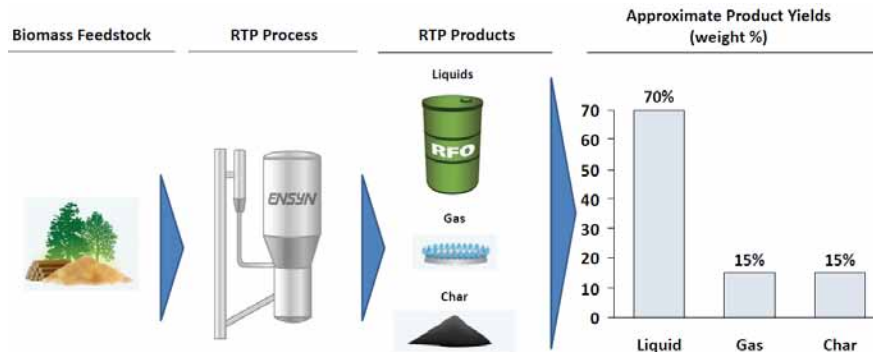 Biomass Feedstock
RTP Process
RTP Products
Approximate Product Yields
(weight %)
Liquids
RFO
ENSYN
Gas
Char
70%
15%
15%
70
60
50
40
30
20
10
0
Liquid
Gas
Char